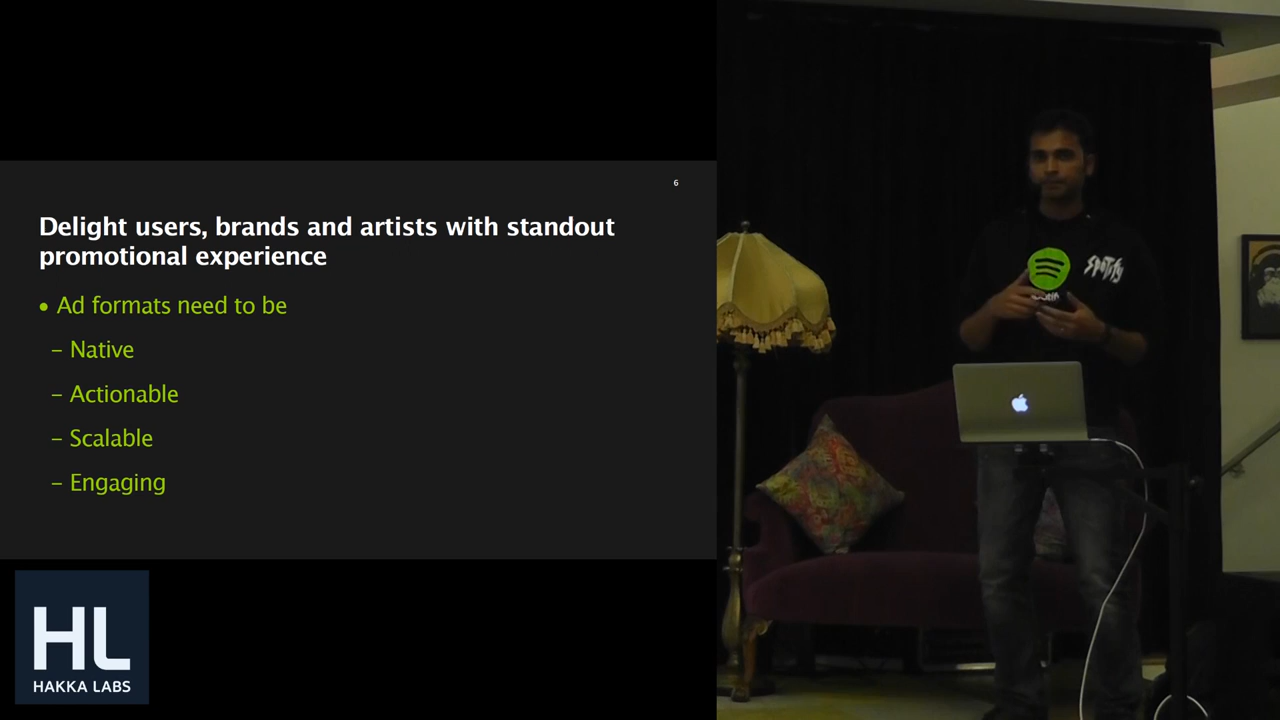 6
Delight users, brands and artists with standout
promotional experience
• Ad formats need to be
– Native
– Actionable
– Scalable
– Engaging
HL
HAKKA LABS
Spotify